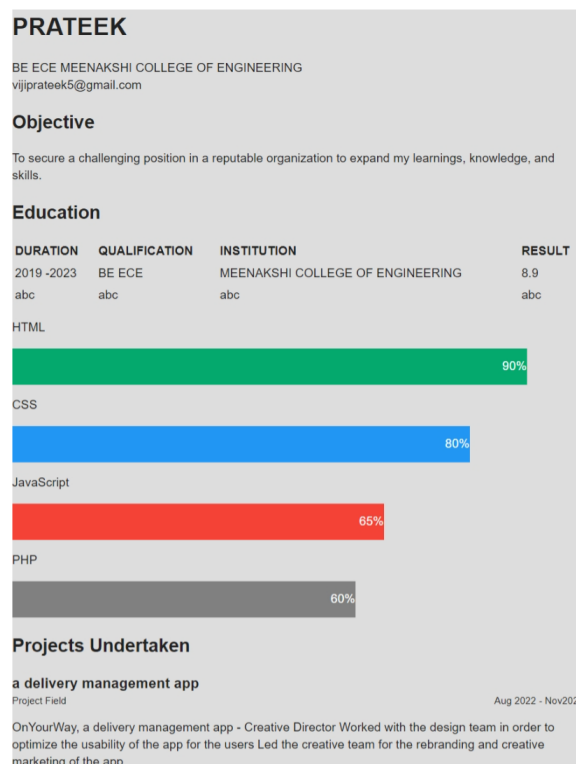 PRATEEK
BE ECE MEENAKSHI COLLEGE OF ENGINEERING
vijiprateek5@gmail.com
Objective
To secure a challenging position in a reputable organization to expand my learnings, knowledge, and
skills.
Education
DURATION QUALIFICATION INSTITUTION RESULT
2019 -2023 BE ECE MEENAKSHI COLLEGE OF ENGINEERING 8.9
abc abc abc abc
HTML
90%
CSS
80%
JavaScript
65%
PHP
60%
Projects Undertaken
a delivery management app
Project Field Aug 2022 - Nov202
OnYourWay, a delivery management app - Creative Director Worked with the design team in order to
optimize the usability of the app for the users Led the creative team for the rebranding and creative
marketing of the app